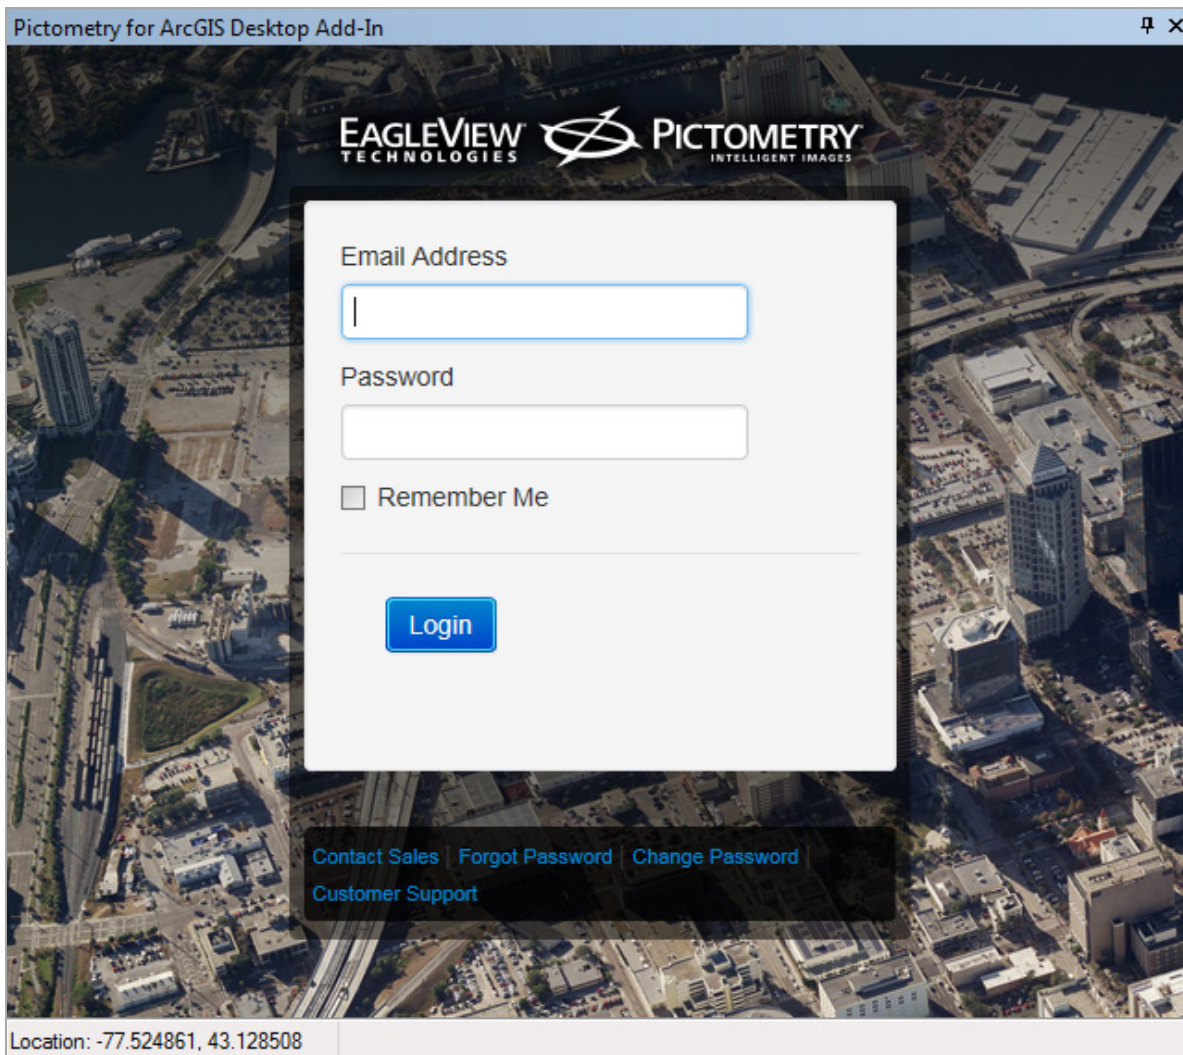 Pictometry for ArcGIS Desktop Add-In
EAGLEVIEW PICTOMETRY
TECHNOLOGIES INTELLIGENT IMAGES
Email Address
Password
Remember Me
Login
Contact Sales | Forgot Password | Change Password |
Customer Support
Location: -77.524861, 43.128508